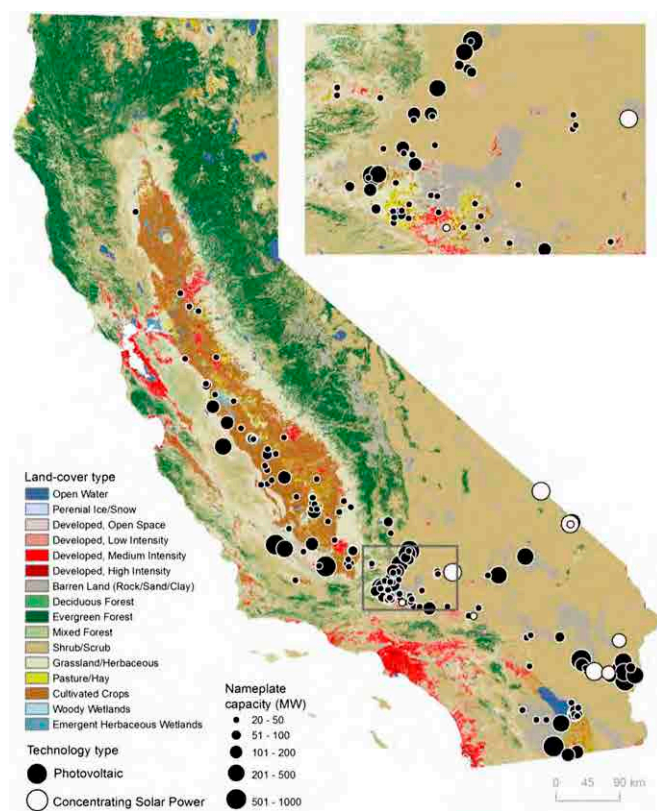 Land-cover type
Open Water
Perenial Ice/Snow
Developed, Open Space
Developed, Low Intensity
Developed, Medium Intensity
Developed, High Intensity
Barren Land (Rock/Sand/Clay)
Deciduous Forest
Evergreen Forest
Mixed Forest
Shrub/Scrub
Grassland/Herbaceous
Pasture/Hay
Cultivated Crops
Woody Wetlands
Emergent Herbaceous Wetlands
Technology type
Photovoltaic
Concentrating Solar Power
Nameplate
capacity (MW)
20 - 50
51 - 100
101 - 200
201 - 500
501 - 1000
0 45 90 km